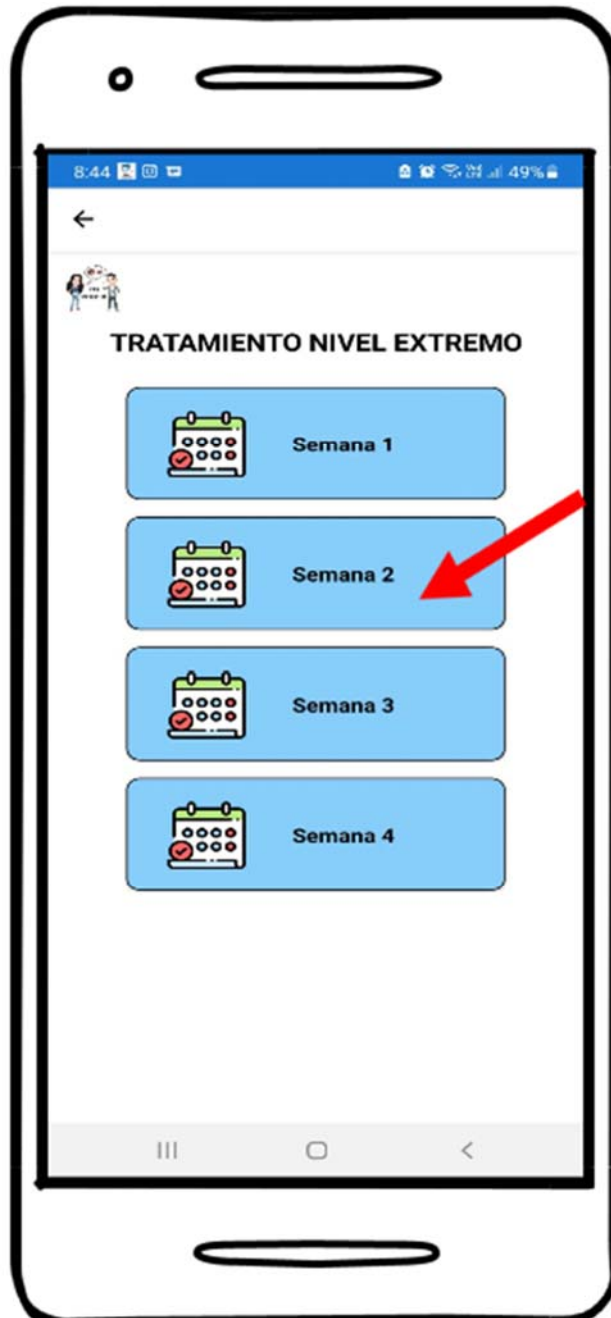 8:44 49%
TRATAMIENTO NIVEL EXTREMO
Semana 1
Semana 2
Semana 3
Semana 4